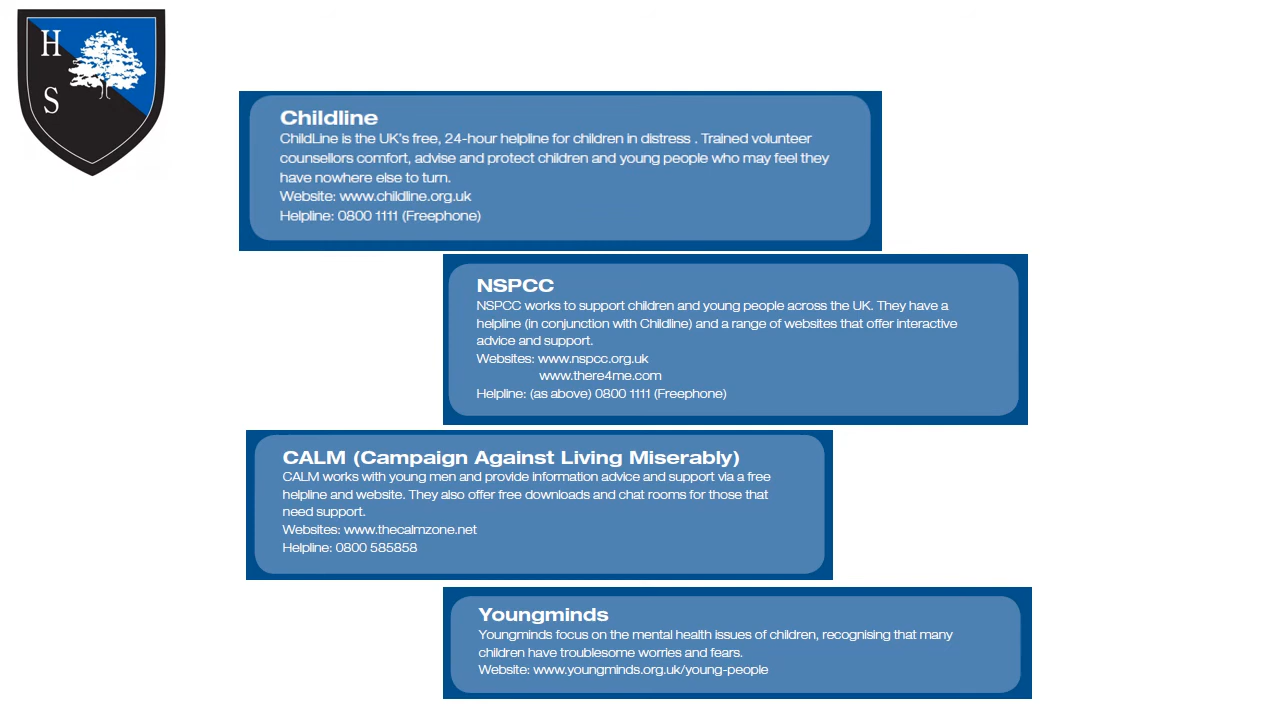 H
S
Childline
ChildLine is the UK's free, 24-hour helpline for children in distress . Trained volunteer
counsellors comfort, advise and protect children and young people who may feel they
have nowhere else to turn.
Website: www.childline.org.uk
Helpline: 0800 1111 (Freephone)
NSPCC
NSPCC works to support children and young people across the UK. They have a
helpline (in conjunction with Childline) and a range of websites that offer interactive
advice and support.
Websites: www.nspcc.org.uk
www.there4me.com
Helpline: (as above) 0800 1111 (Freephone)
CALM (Campaign Against Living Miserably)
CALM works with young men and provide information advice and support via a free
helpline and website. They also offer free downloads and chat rooms for those that
need support.
Websites: www.thecalmzone.net
Helpline: 0800 585858
Youngminds
Youngminds focus on the mental health issues of children, recognising that many
children have troublesome worries and fears.
Website: www.youngminds.org.uk/young-people